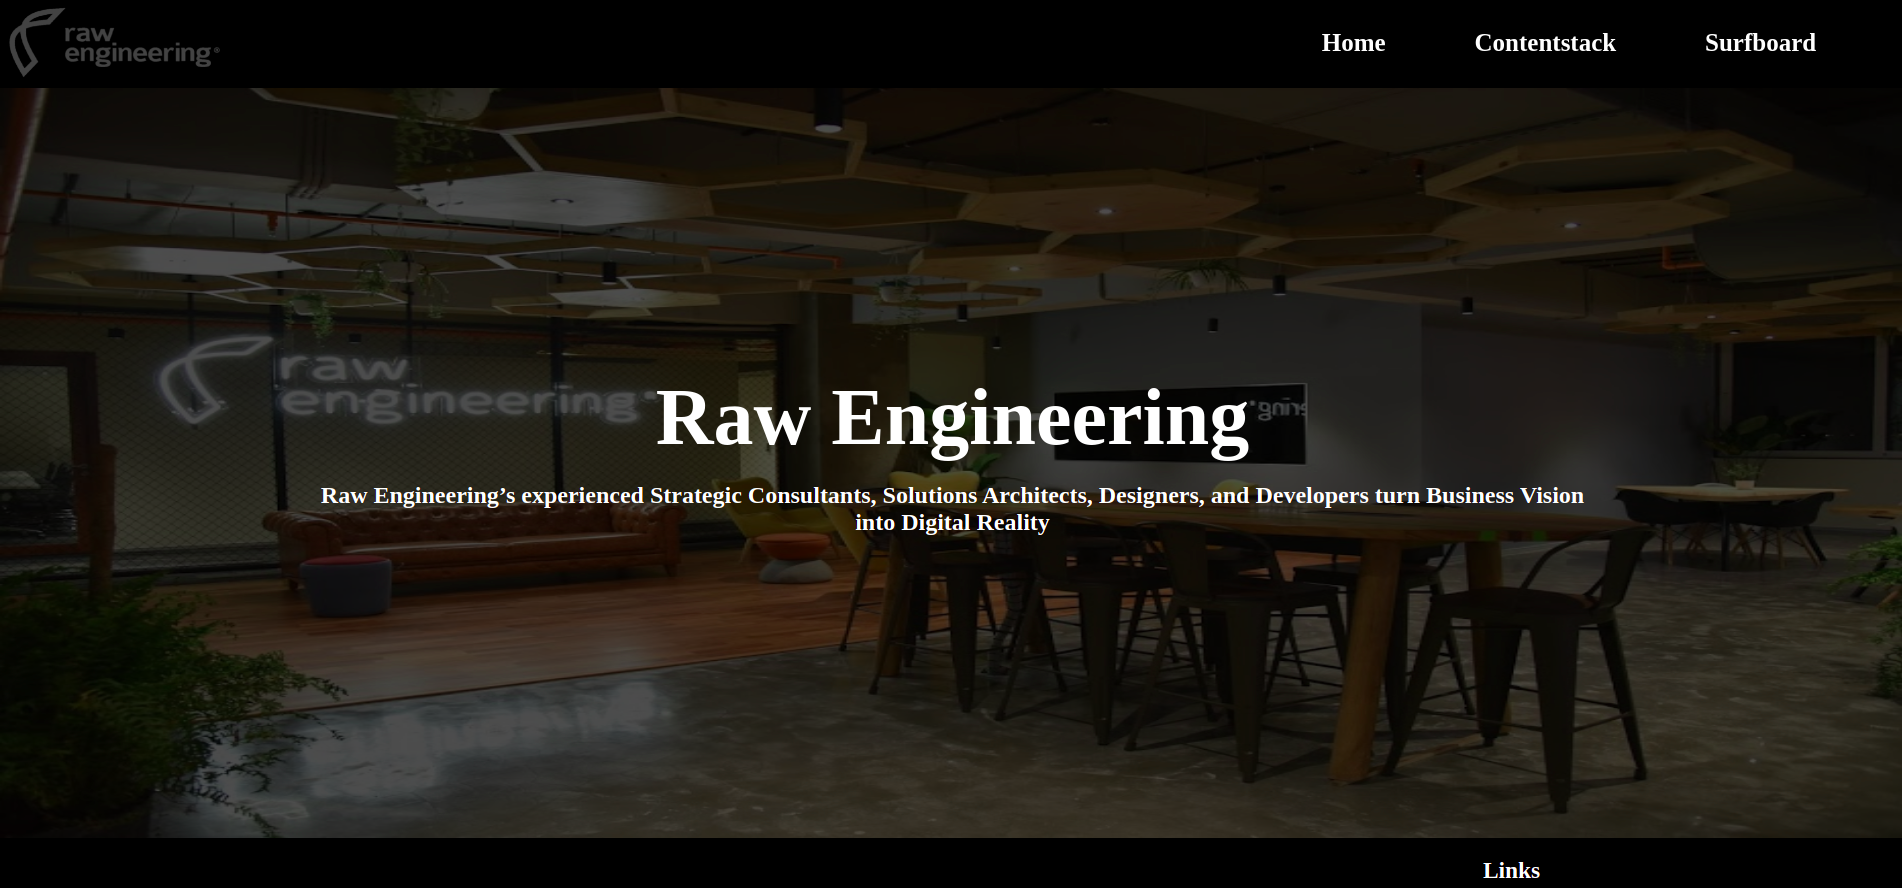 raw
engineering®
Home Contentstack Surfboard
raw
engineering
Raw Engineering
Raw Engineering’s experienced Strategic Consultants, Solutions Architects, Designers, and Developers turn Business Vision
into Digital Reality
Links